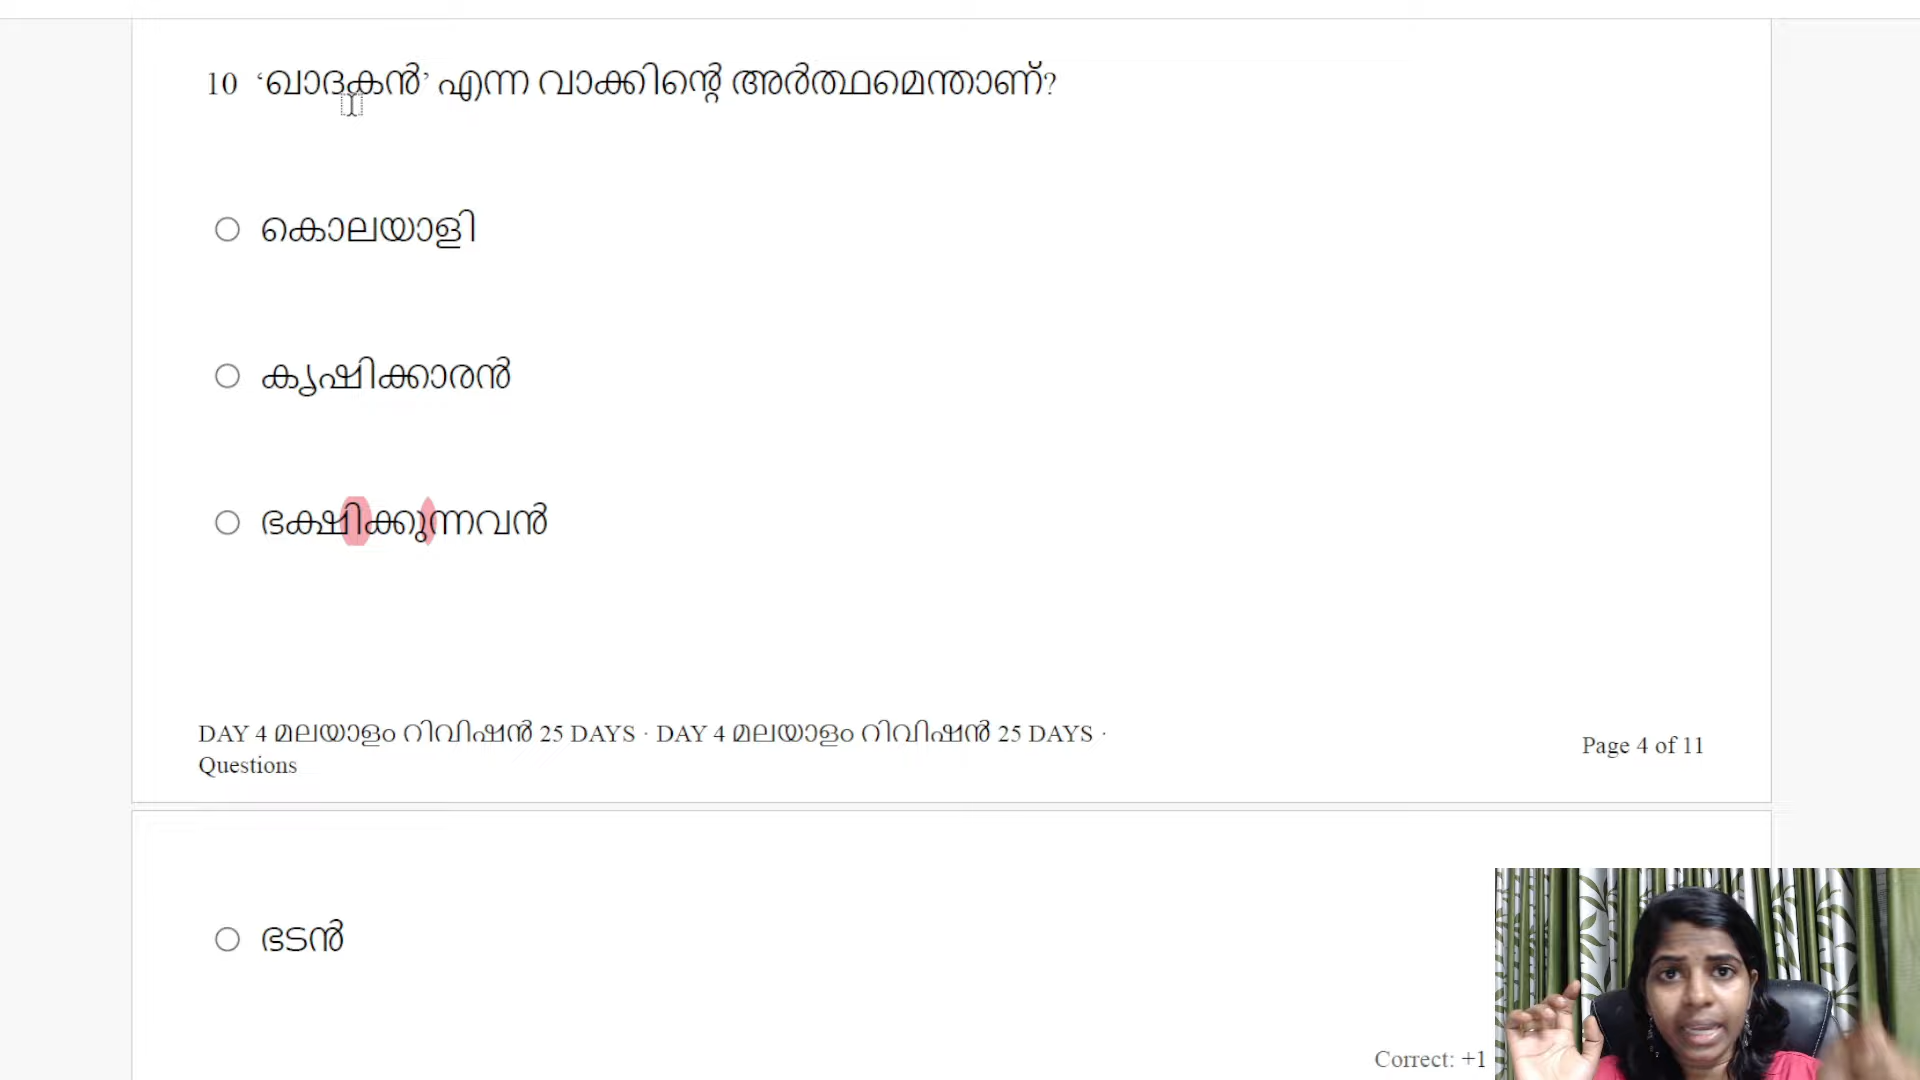 10 ‘ഖാദകൻ’ എന്ന വാക്കിന്റെ അർത്ഥമെന്താണ്?
കൊലയാളി
കൃഷിക്കാരൻ
ഭക്ഷിക്കുന്നവൻ
DAY 4 മലയാളം റിവിഷൻ 25 DAYS · DAY 4 മലയാളം റിവിഷൻ 25 DAYS ·
Questions
Page 4 of 11
ഭടൻ
Correct: +1